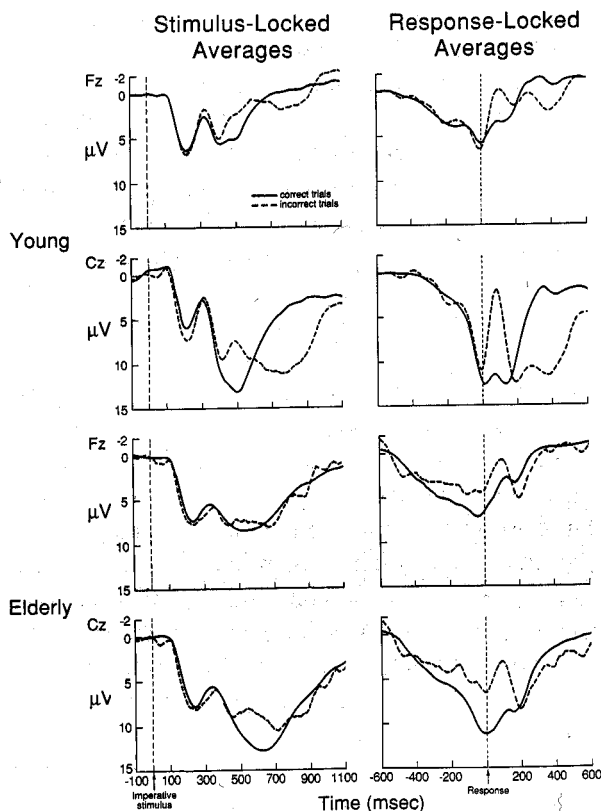 Stimulus-Locked Averages
Response-Locked Averages
Fz
-2
0
5
10
15
μV
correct trials
incorrect trials
Young
Cz
-2
0
5
10
15
μV
Fz
-2
0
5
10
15
μV
Elderly
Cz
-2
0
5
10
15
μV
-100 100 300 500 700 900 1100
-600 -400 -200 0 200 400 600
Imperative
stimulus
Time (msec)
Response